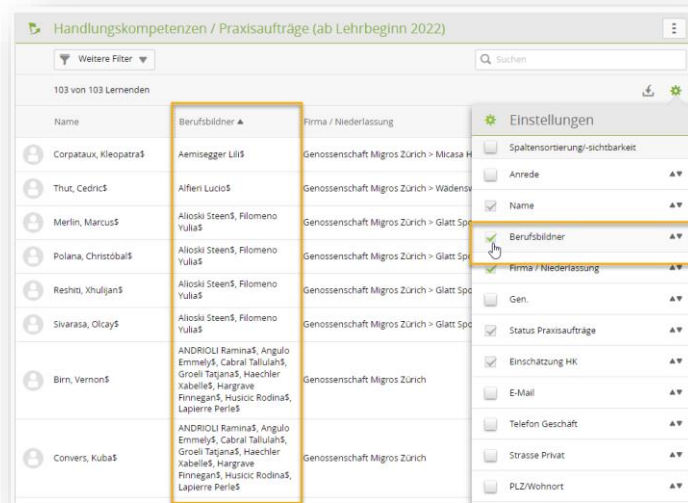 Handlungskompetenzen / Praxisaufträge (ab Lehrbeginn 2022)
Weitere Filter
Suchen
103 von 103 Lernenden
Name Berufsbildner Firma / Niederlassung
Corpataux, Kleopatra$ Aemisegger Lili$ Genossenschaft Migros Zürich > Micasa H
Thut, Cedric$ Alfieri Lucio$ Genossenschaft Migros Zürich > Wädensw
Merlin, Marcus$ Alioski Steen$, Filomeno
Yulia$ Genossenschaft Migros Zürich > Glatt Spo
Polana, Christóbal$ Alioski Steen$, Filomeno
Yulia$ Genossenschaft Migros Zürich > Glatt Spo
Reshiti, Xhulijan$ Alioski Steen$, Filomeno
Yulia$ Genossenschaft Migros Zürich > Glatt Spo
Sivarasa, Olcay$ Alioski Steen$, Filomeno
Yulia$ Genossenschaft Migros Zürich > Glatt Spo
Birn, Vernon$ ANDRIOLI Ramina$, Angulo
Emmely$, Cabral Tallulah$,
Groeli Tatjana$, Haechler
Xabelle$, Hargrave
Finnegan$, Husicic Rodina$,
Lapierre Perle$ Genossenschaft Migros Zürich
Convers, Kuba$ ANDRIOLI Ramina$, Angulo
Emmely$, Cabral Tallulah$,
Groeli Tatjana$, Haechler
Xabelle$, Hargrave
Finnegan$, Husicic Rodina$,
Lapierre Perle$ Genossenschaft Migros Zürich
Einstellungen
Spaltensortierung/-sichtbarkeit
Anrede
Name
Berufsbildner
Firma / Niederlassung
Gen.
Status Praxisaufträge
Einschätzung HK
E-Mail
Telefon Geschäft
Strasse Privat
PLZ/Wohnort